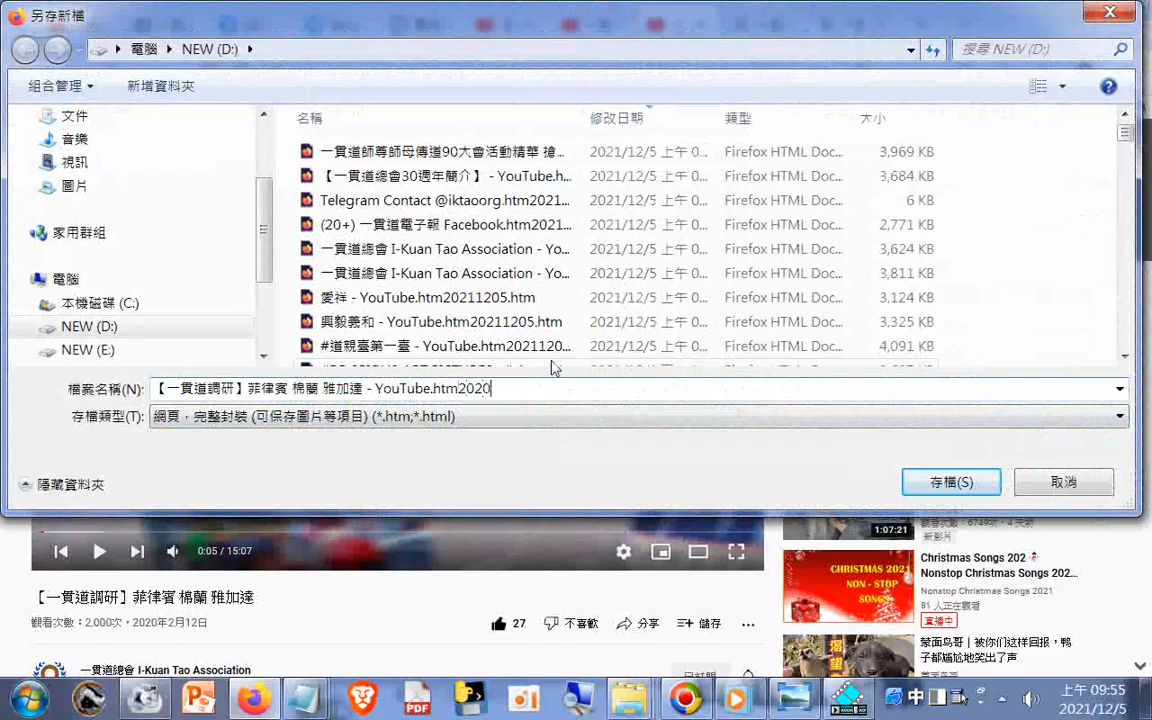 另存新檔
電腦 NEW (D:)
搜尋 NEW (D:)
組合管理 新增資料夾
文件
音樂
視訊
圖片
家用群組
電腦
本機磁碟 (C:)
NEW (D:)
NEW (E:)
名稱 修改日期 類型 大小
一貫道師尊師母傳道90大會活動精華 搶... 2021/12/5 上午 0... Firefox HTML Doc... 3,969 KB
【一貫道總會30週年簡介】 - YouTube.h... 2021/12/5 上午 0... Firefox HTML Doc... 3,684 KB
Telegram Contact @iktaoorg.htm2021... 2021/12/5 上午 0... Firefox HTML Doc... 6 KB
(20+) 一貫道電子報 Facebook.htm2021... 2021/12/5 上午 0... Firefox HTML Doc... 2,771 KB
一貫道總會 I-Kuan Tao Association - Yo... 2021/12/5 上午 0... Firefox HTML Doc... 3,624 KB
一貫道總會 I-Kuan Tao Association - Yo... 2021/12/5 上午 0... Firefox HTML Doc... 3,811 KB
愛祥 - YouTube.htm20211205.htm 2021/12/5 上午 0... Firefox HTML Doc... 3,124 KB
興毅義和 - YouTube.htm20211205.htm 2021/12/5 上午 0... Firefox HTML Doc... 3,325 KB
#道親臺第一臺 - YouTube.htm2021120... 2021/12/5 上午 0... Firefox HTML Doc... 4,091 KB
檔案名稱(N): 【一貫道調研】菲律賓 棉蘭 雅加達 - YouTube.htm2020
存檔類型(T): 網頁，完整封裝 (可保存圖片等項目) (*.htm;*.html)
隱藏資料夾
存檔(S) 取消
0:05 / 15:07
【一貫道調研】菲律賓 棉蘭 雅加達
觀看次數：2,000次・2020年2月12日
27 不喜歡 分享 儲存
一貫道總會 I-Kuan Tao Association
1:07:21
觀看次數：6749次・4 天前
新影片
CHRISTMAS 2021
NON - STOP
SONGS
Christmas Songs 202
Nonstop Christmas Songs 202...
Nonstop Christmas Songs 2021
81 人正在觀看
直播中
渴望
蒙面鸟哥｜被你们这样回报，鸭
子都尴尬地笑出了声
中
上午 09:55
2021/12/5